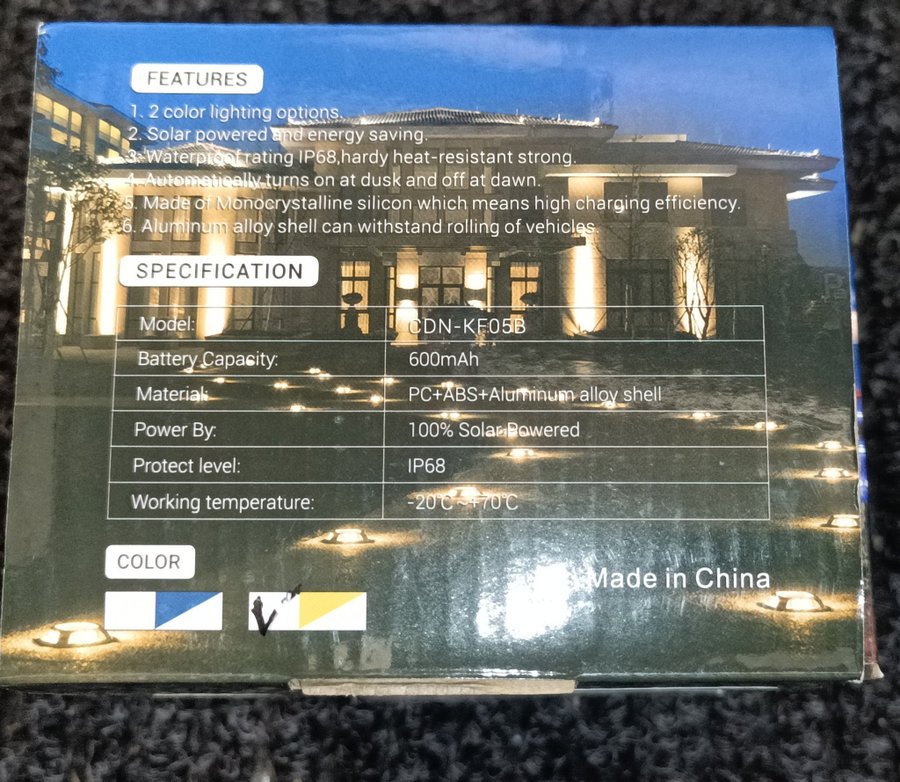 FEATURES
1. 2 color lighting options.
2. Solar powered and energy saving.
3. Waterproof rating IP68,hardy heat-resistant strong.
4. Automatically turns on at dusk and off at dawn.
5. Made of Monocrystalline silicon which means high charging efficiency.
6. Aluminum alloy shell can withstand rolling of vehicles.
SPECIFICATION
Model: CDN-KF05B
Battery Capacity: 600mAh
Material: PC+ABS+Aluminum alloy shell
Power By: 100% Solar Powered
Protect level: IP68
Working temperature: -20℃~+70℃
COLOR
Made in China